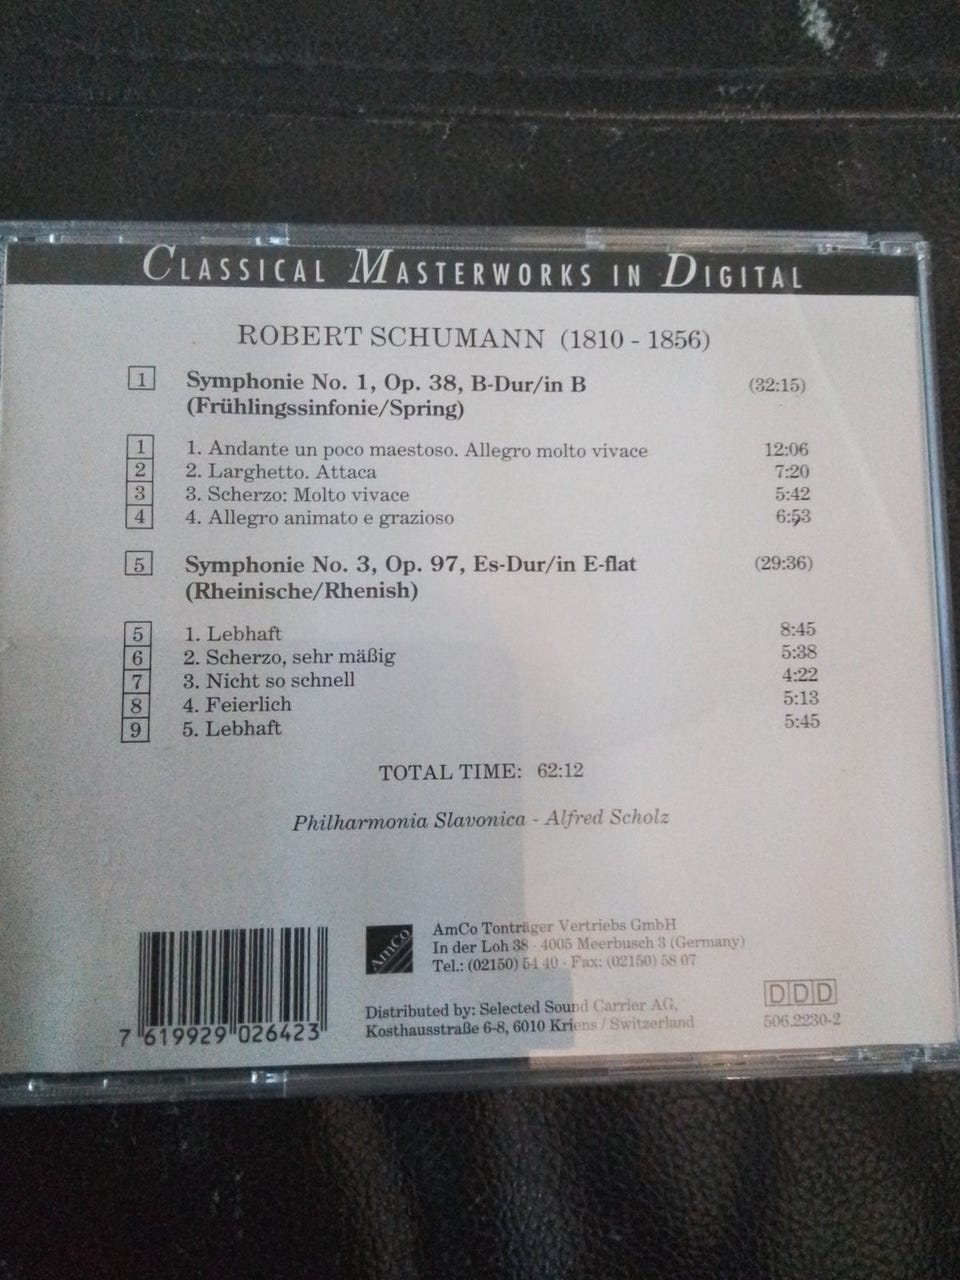 CLASSICAL MASTERWORKS IN DIGITAL
ROBERT SCHUMANN (1810 - 1856)
1 Symphonie No. 1, Op. 38, B-Dur/in B (32:15)
(Frühlingssinfonie/Spring)
1 1. Andante un poco maestoso. Allegro molto vivace 12:06
2 2. Larghetto. Attaca 7:20
3 3. Scherzo: Molto vivace 5:42
4 4. Allegro animato e grazioso 6:53
5 Symphonie No. 3, Op. 97, Es-Dur/in E-flat (29:36)
(Rheinische/Rhenish)
5 1. Lebhaft 8:45
6 2. Scherzo, sehr mäßig 5:38
7 3. Nicht so schnell 4:22
8 4. Feierlich 5:13
9 5. Lebhaft 5:45
TOTAL TIME: 62:12
Philharmonia Slavonica - Alfred Scholz
AmCo
AmCo Tonträger Vertriebs GmbH
In der Loh 38 - 4005 Meerbusch 3 (Germany)
Tel.: (02150) 54 40 - Fax: (02150) 58 07
Distributed by: Selected Sound Carrier AG,
Kosthausstraße 6-8, 6010 Kriens / Switzerland
DDD
506.2230-2
7 619929 026423